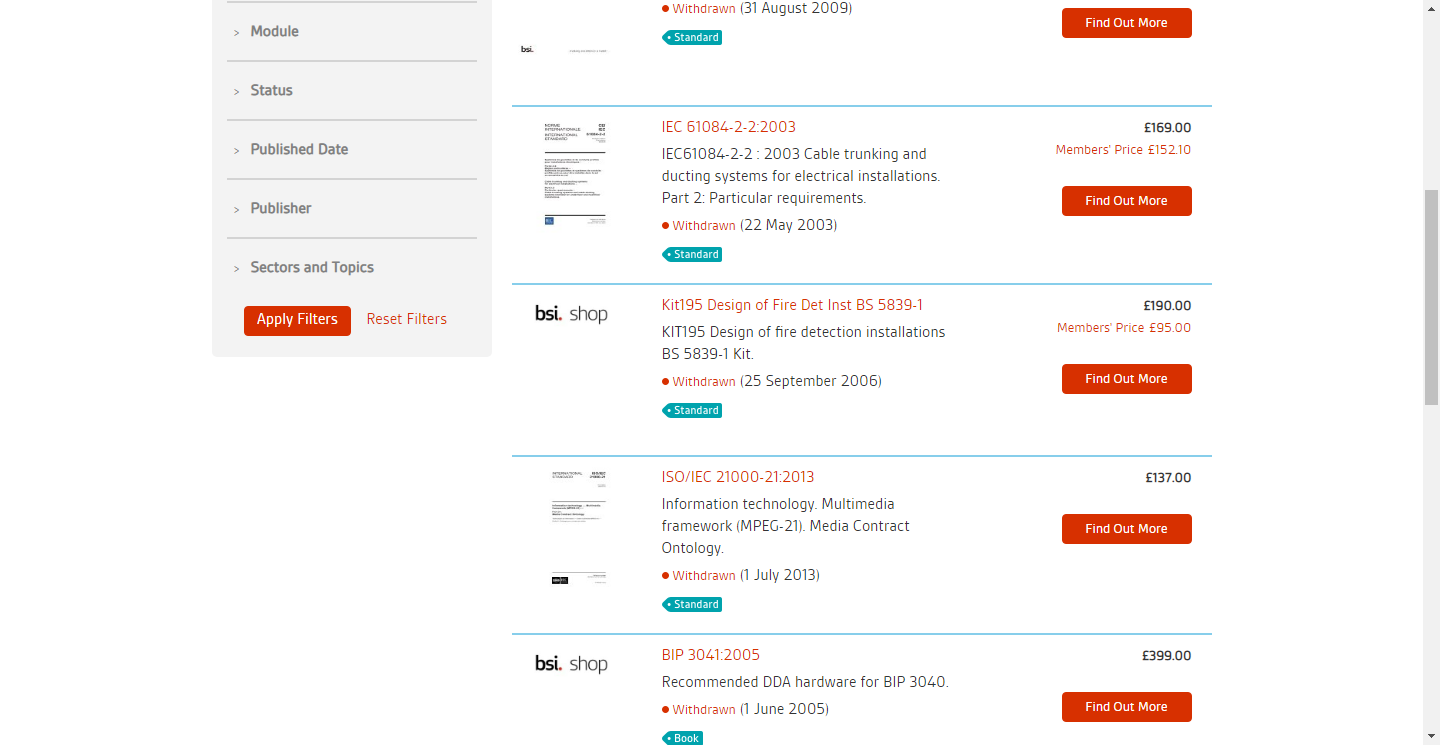 Module
Status
Published Date
Publisher
Sectors and Topics
Apply Filters Reset Filters
bsi.
Withdrawn (31 August 2009)
Standard
Find Out More
IEC 61084-2-2:2003
IEC61084-2-2 : 2003 Cable trunking and
ducting systems for electrical installations.
Part 2: Particular requirements.
Withdrawn (22 May 2003)
Standard
£169.00
Members' Price £152.10
Find Out More
bsi. shop
Kit195 Design of Fire Det Inst BS 5839-1
KIT195 Design of fire detection installations
BS 5839-1 Kit.
Withdrawn (25 September 2006)
Standard
£190.00
Members' Price £95.00
Find Out More
INTERNATIONAL
STANDARD
ISO/IEC 21000-21:2013
Information technology. Multimedia
framework (MPEG-21). Media Contract
Ontology.
Withdrawn (1 July 2013)
Standard
£137.00
Find Out More
bsi. shop
BIP 3041:2005
Recommended DDA hardware for BIP 3040.
Withdrawn (1 June 2005)
Book
£399.00
Find Out More